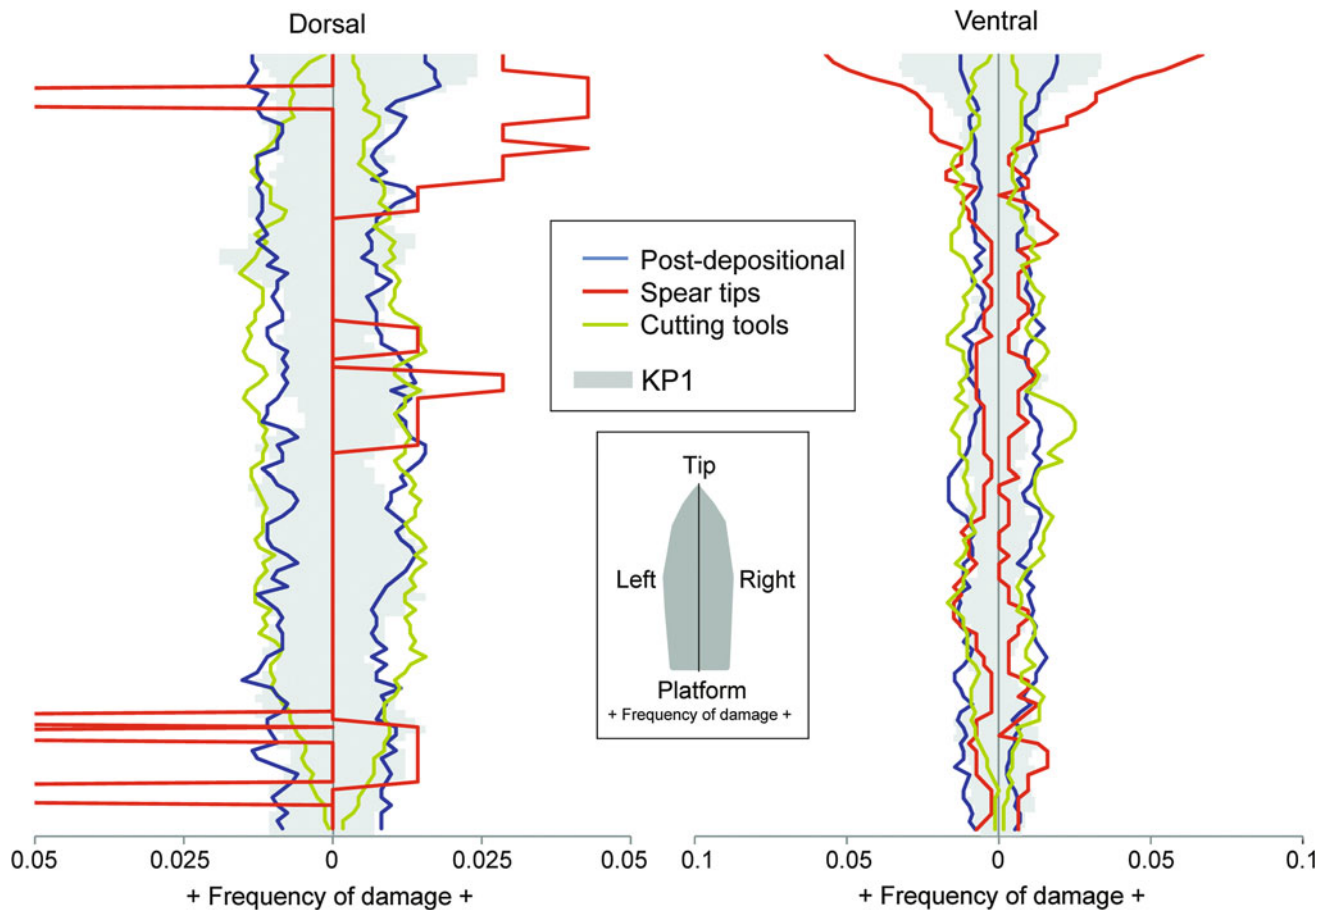 Dorsal
Ventral
Post-depositional
Spear tips
Cutting tools
KP1
Tip
Left
Right
Platform
+ Frequency of damage +
0.05 0.025 0 0.025 0.05
0.1 0.05 0 0.05 0.1
+ Frequency of damage +
+ Frequency of damage +